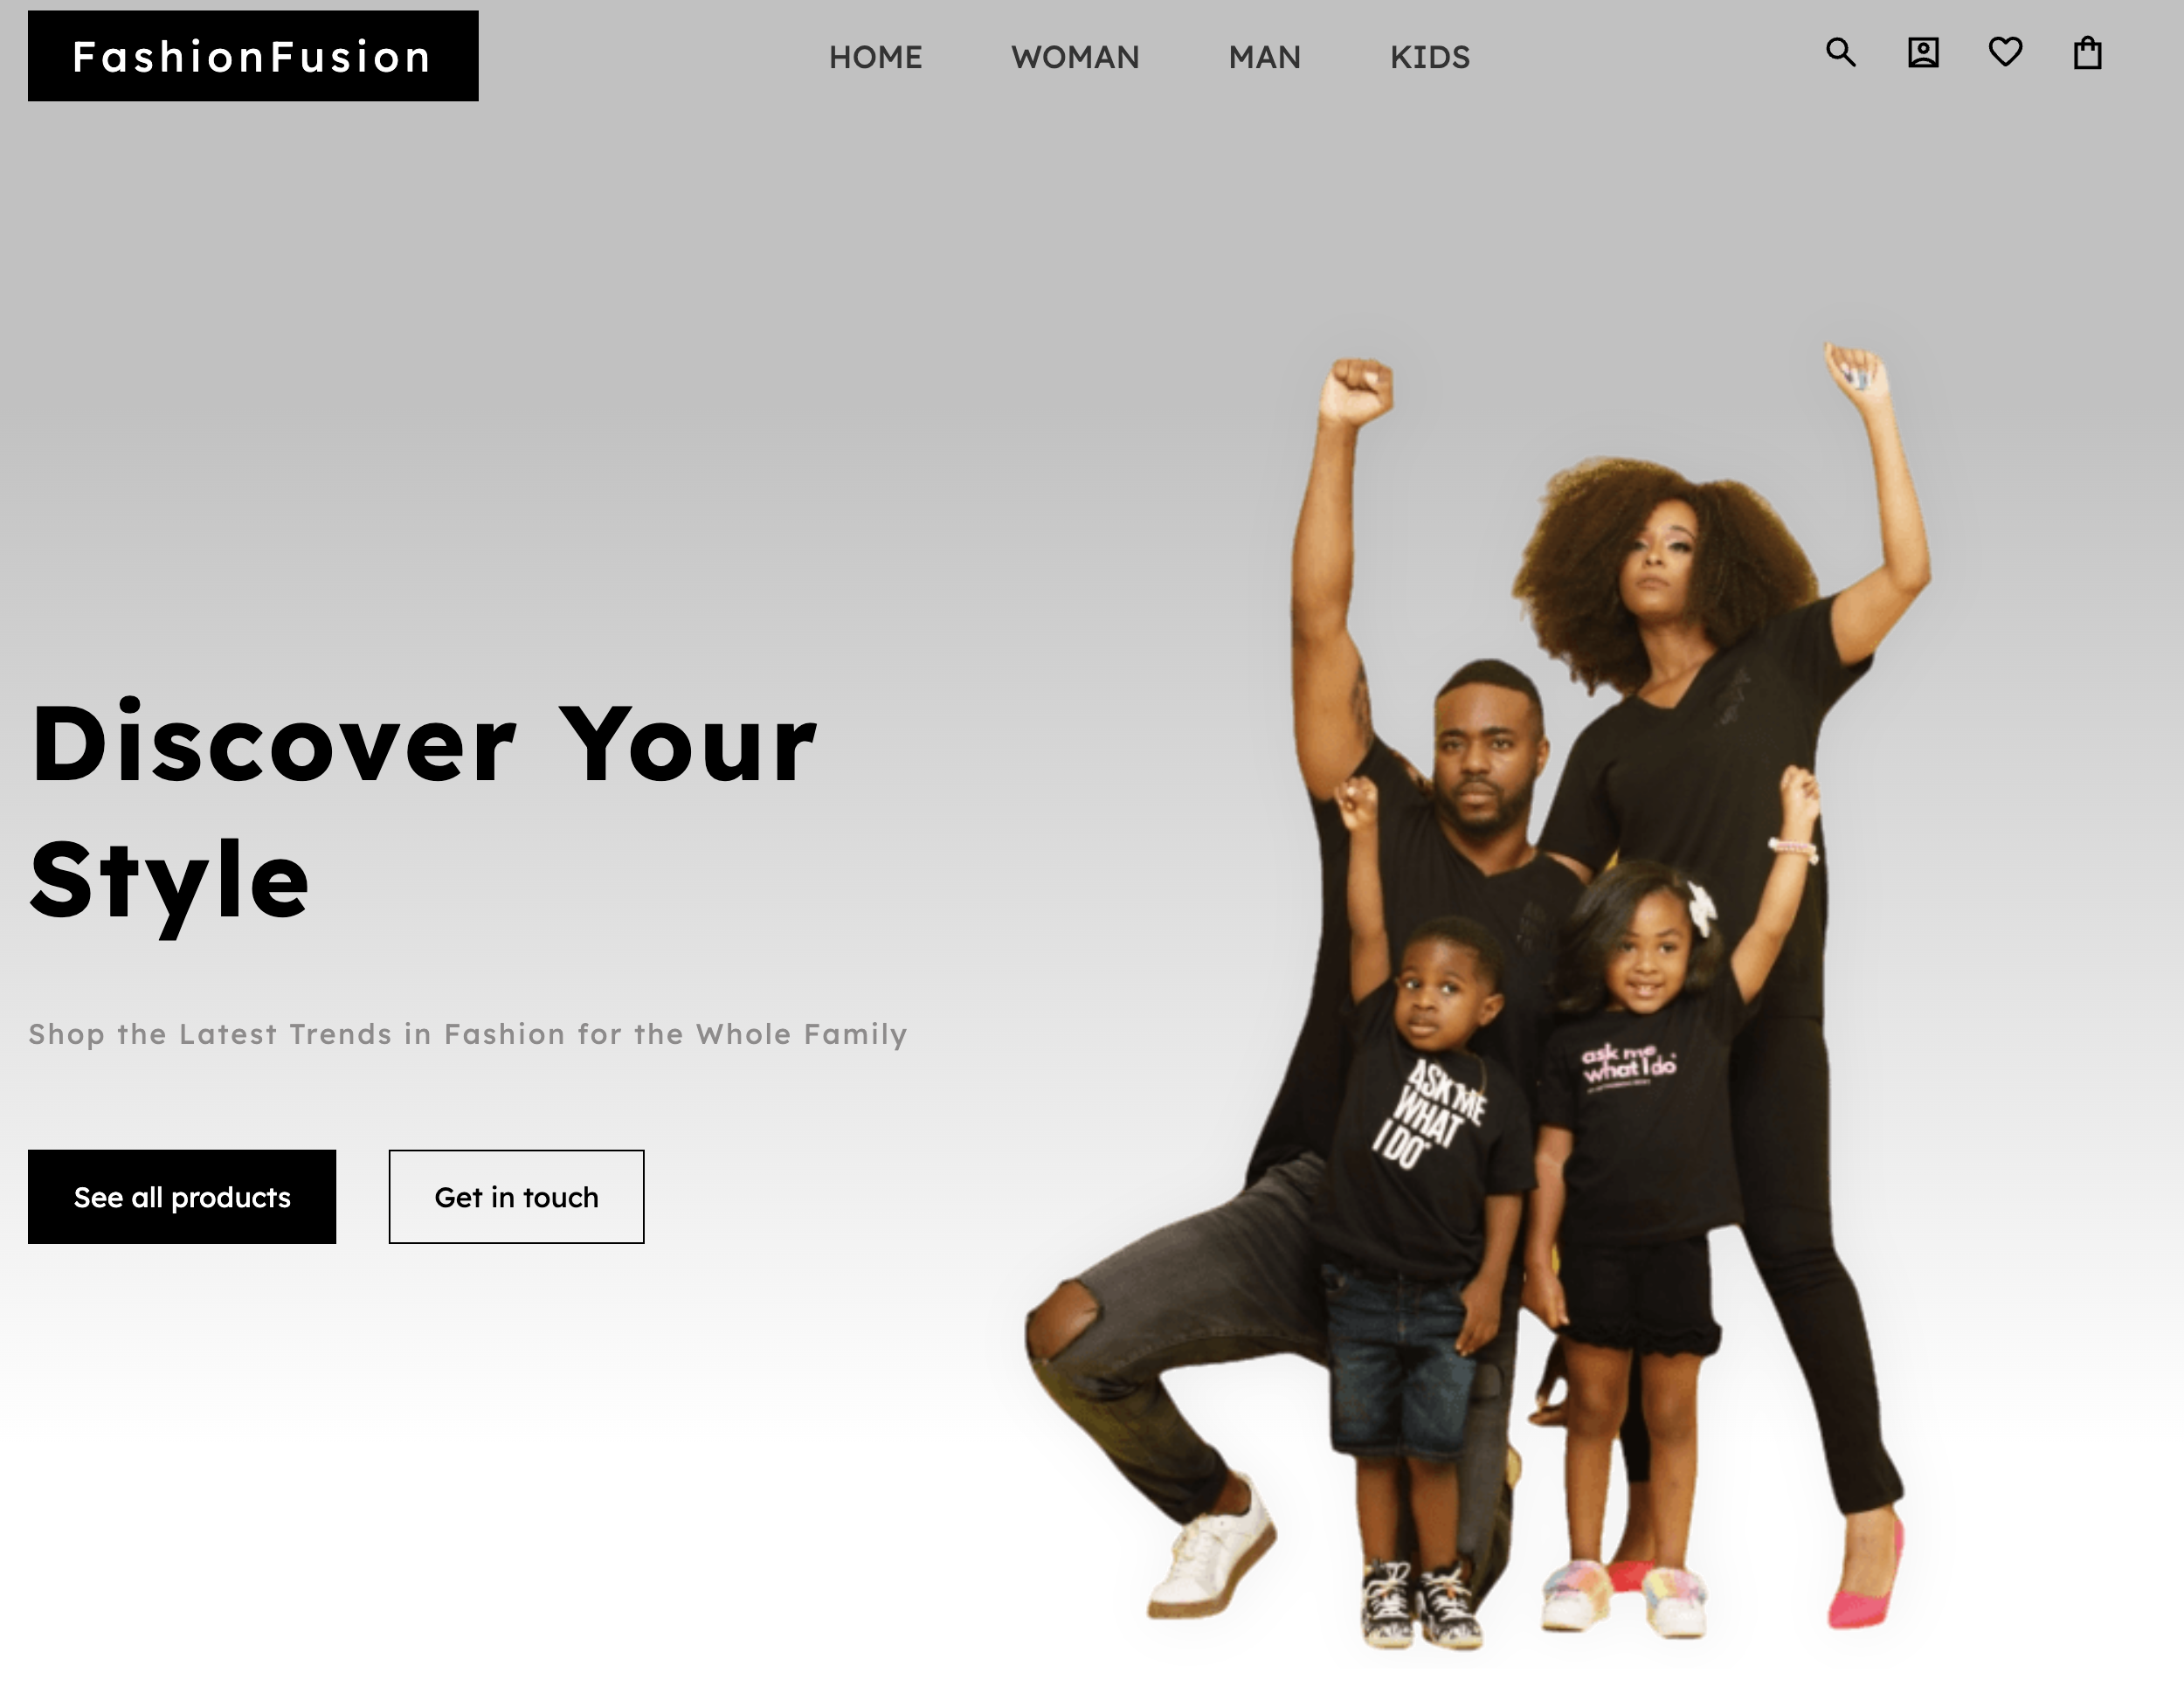 FashionFusion
HOME WOMAN MAN KIDS
Discover Your
Style
Shop the Latest Trends in Fashion for the Whole Family
See all products
Get in touch
ASK ME
WHAT
I DO
ask me
what I do